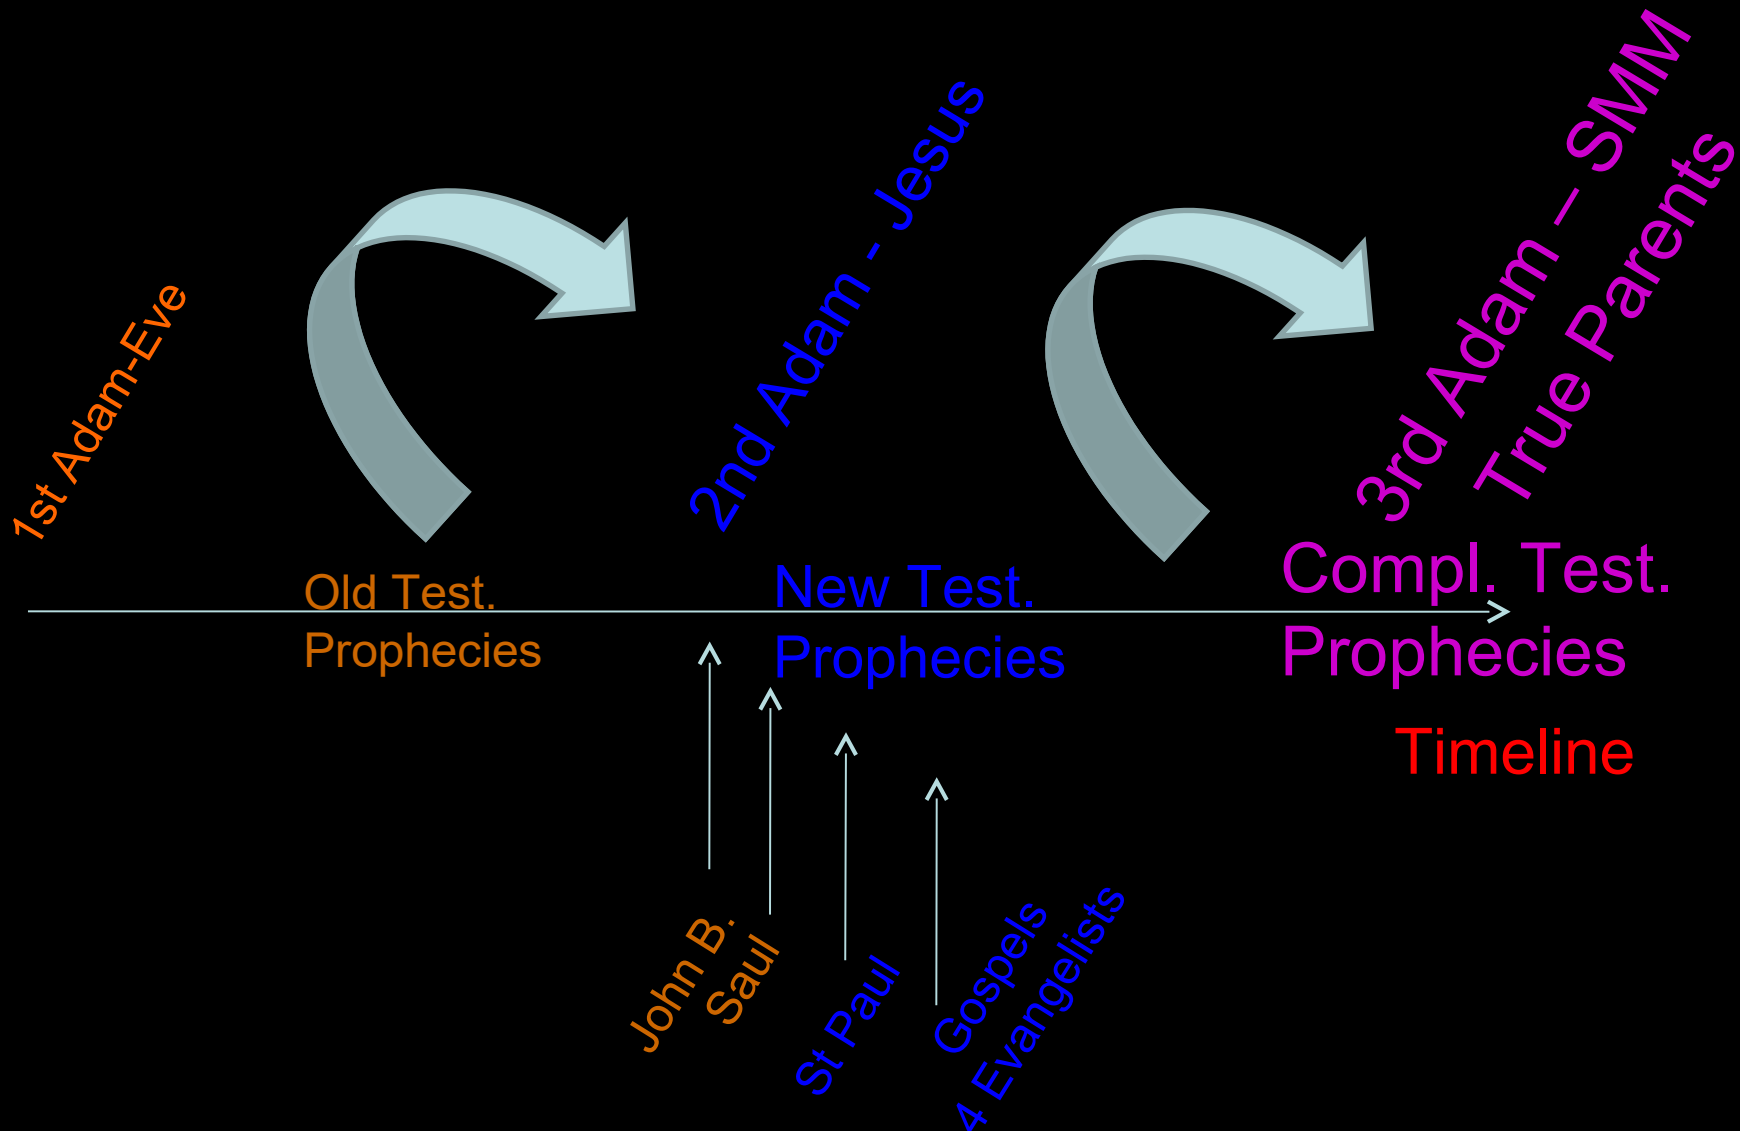 1st Adam-Eve
2nd Adam - Jesus
3rd Adam – SMM
True Parents
Old Test.
Prophecies
New Test.
Prophecies
Compl. Test.
Prophecies
Timeline
John B.
Saul
St Paul
Gospels
4 Evangelists